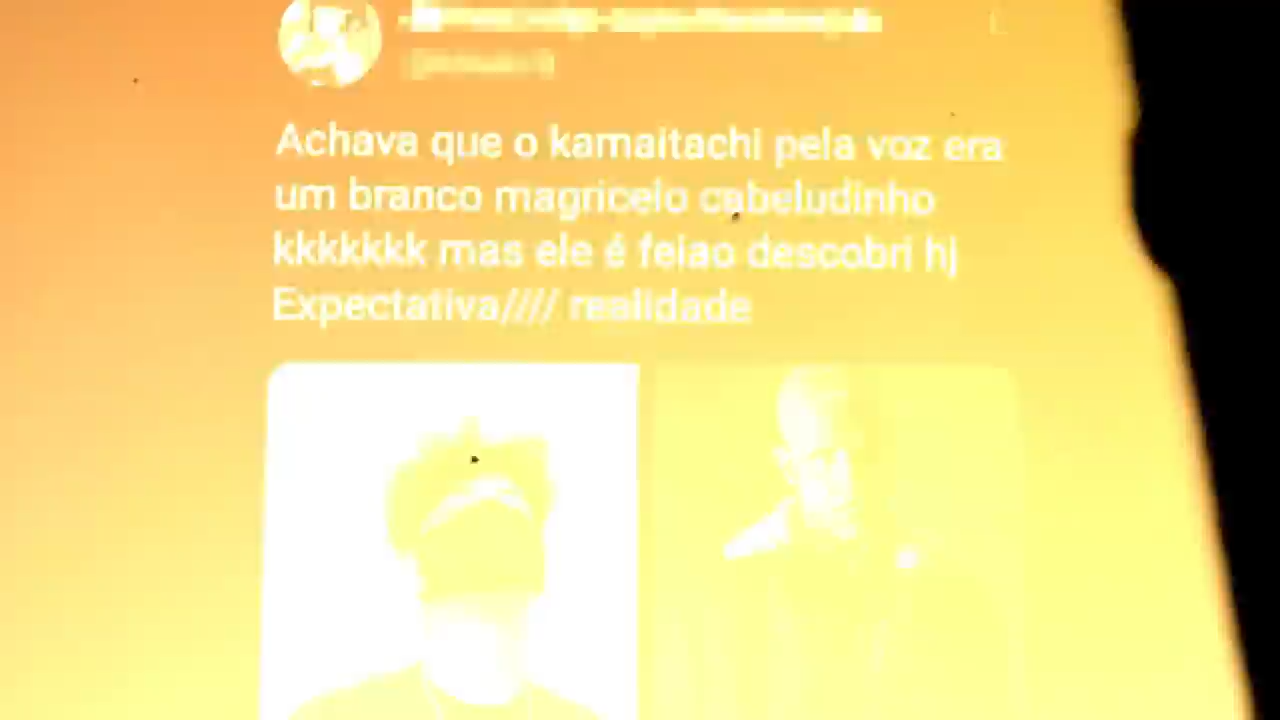 Achava que o kamaitachi pela voz era
um branco magricelo cabeludinho
kkkkkkk mas ele é feiao descobri hj
Expectativa//// realidade